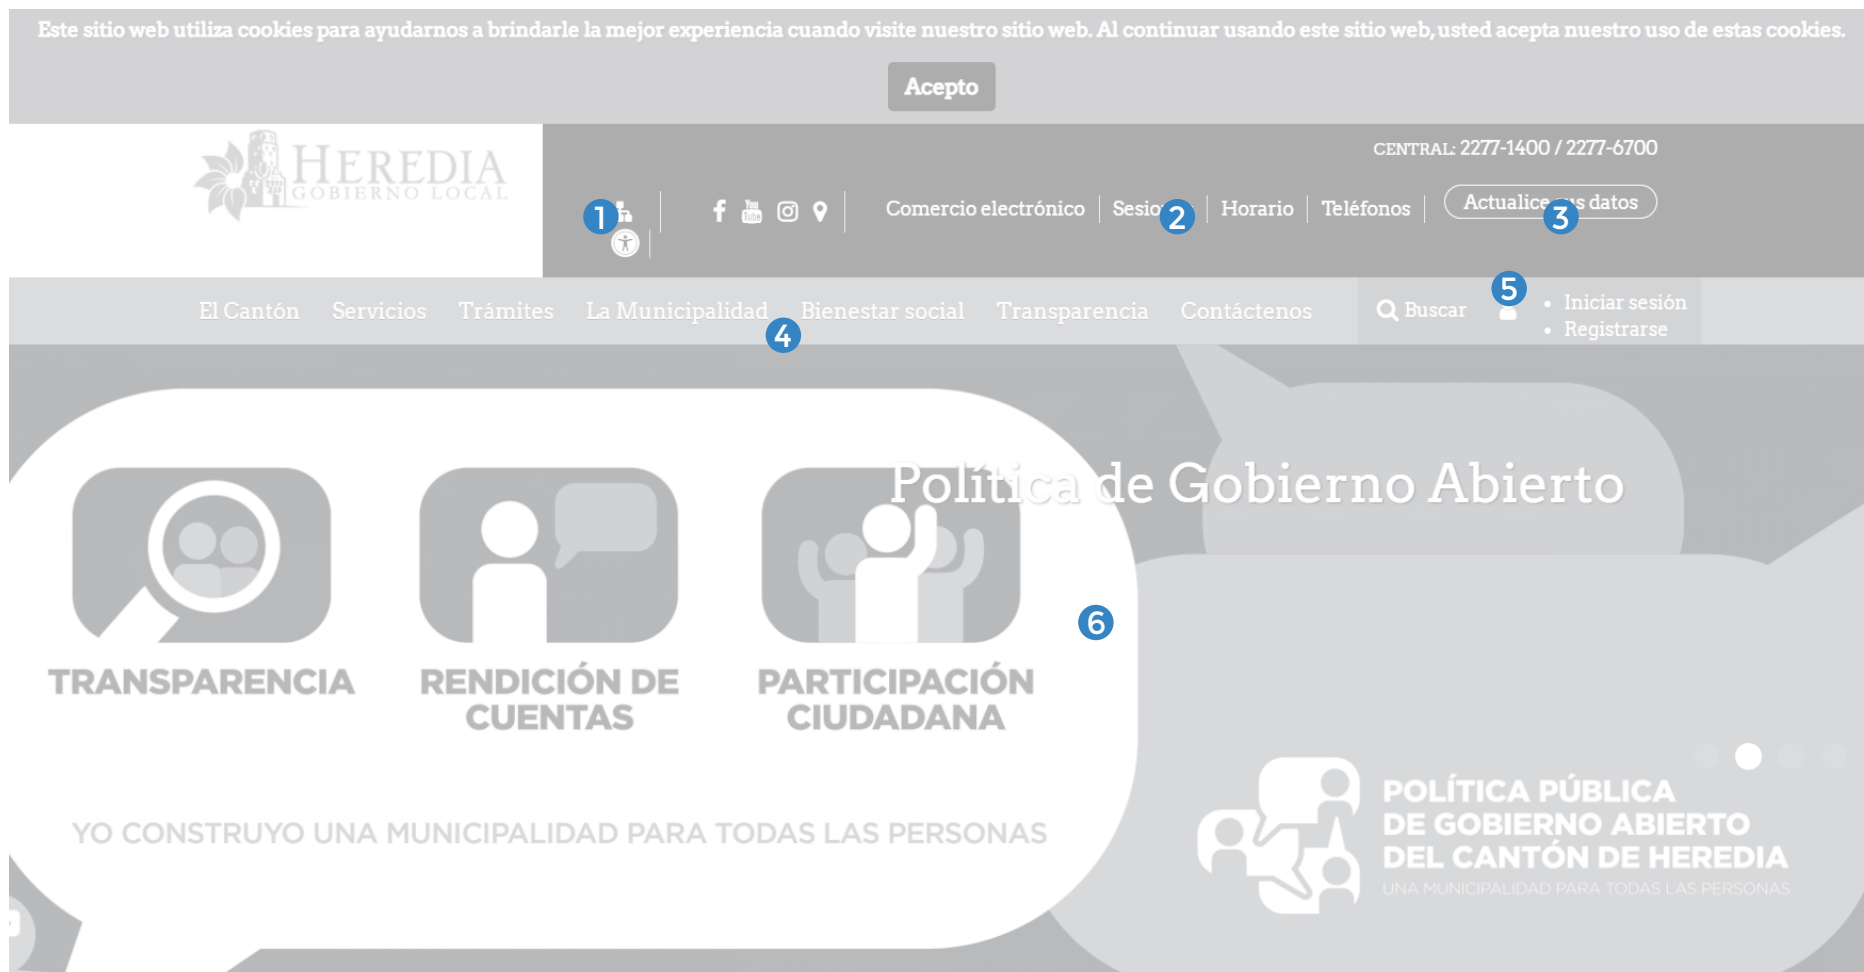 Este sitio web utiliza cookies para ayudarnos a brindarle la mejor experiencia cuando visite nuestro sitio web. Al continuar usando este sitio web, usted acepta nuestro uso de estas cookies.
Acepto
HEREDIA
GOBIERNO LOCAL
CENTRAL: 2277-1400 / 2277-6700
1
You
Tube
Comercio electrónico
2
Horario
Teléfonos
Actualice
datos
3
El Cantón
Servicios
Trámites
La Municipalidad
Bienestar social
Transparencia
Contáctenos
4
Buscar
5
• Iniciar sesión
• Registrarse
Política de Gobierno Abierto
6
TRANSPARENCIA
RENDICIÓN DE
CUENTAS
PARTICIPACIÓN
CIUDADANA
YO CONSTRUYO UNA MUNICIPALIDAD PARA TODAS LAS PERSONAS
POLÍTICA PÚBLICA
DE GOBIERNO ABIERTO
DEL CANTÓN DE HEREDIA
UNA MUNICIPALIDAD PARA TODAS LAS PERSONAS